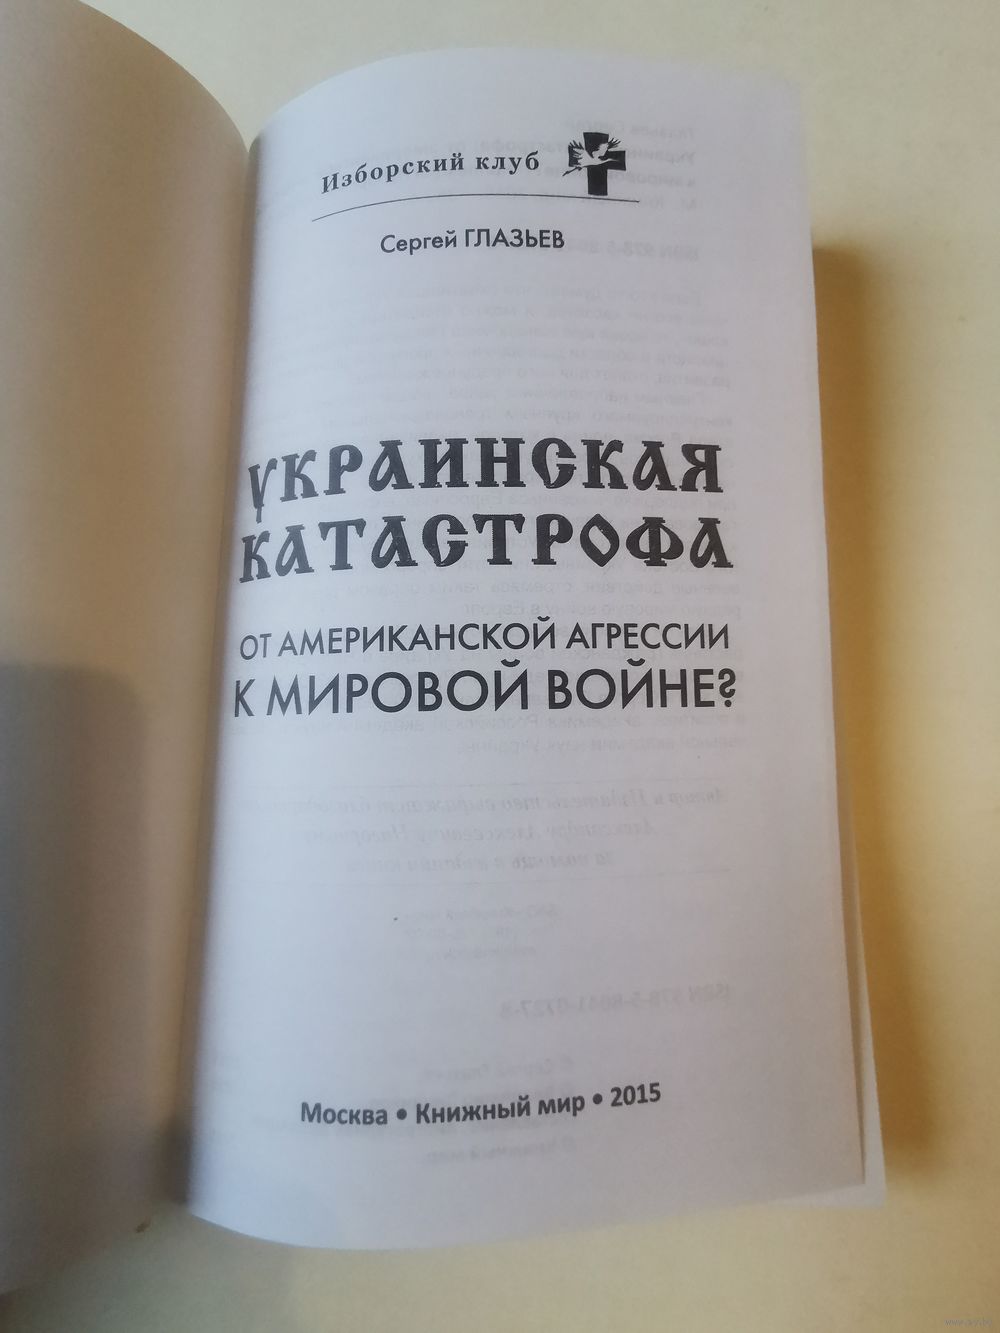 Изборский клуб
Сергей ГЛАЗЬЕВ
УКРАИНСКАЯ
КАТАСТРОФА
ОТ АМЕРИКАНСКОЙ АГРЕССИИ
К МИРОВОЙ ВОЙНЕ?
Москва • Книжный мир • 2015